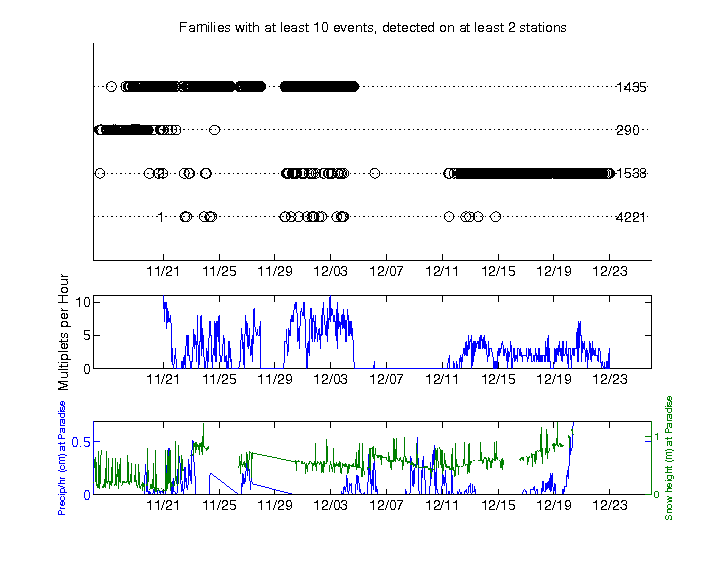 Families with at least 10 events, detected on at least 2 stations
1435
290
1538
1
4221
11/21 11/25 11/29 12/03 12/07 12/11 12/15 12/19 12/23
Multiplets per Hour
10
5
0
11/21 11/25 11/29 12/03 12/07 12/11 12/15 12/19 12/23
Precip/hr (cm) at Paradise
0.5
0
1
0
Snow height (m) at Paradise
11/21 11/25 11/29 12/03 12/07 12/11 12/15 12/19 12/23